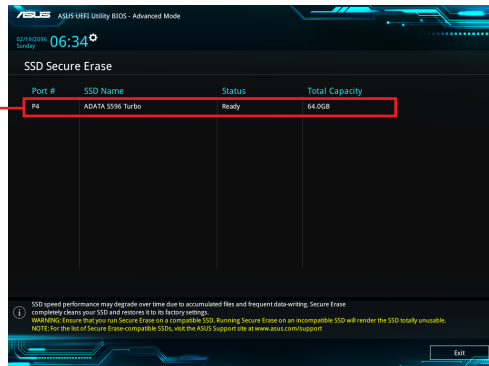 ASUS ASUS UEFI Utility BIOS - Advanced Mode
02/19/2016
Sunday 06:34
SSD Secure Erase
Port # SSD Name Status Total Capacity
P4 ADATA S596 Turbo Ready 64.0GB
SSD speed performance may degrade over time due to accumulated files and frequent data-writing. Secure Erase
completely cleans your SSD and restores it to its factory settings.
WARNING: Ensure that you run Secure Erase on a compatible SSD. Running Secure Erase on an incompatible SSD will render the SSD totally unusable.
NOTE: For the list of Secure Erase-compatible SSDs, visit the ASUS Support site at www.asus.com/support
Exit